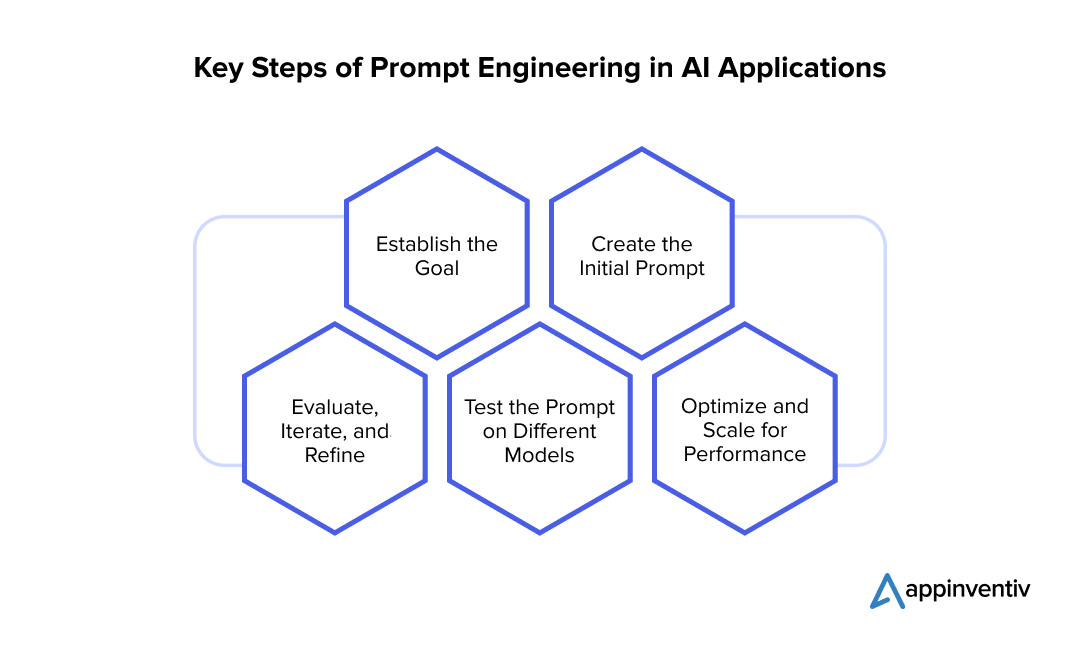 Key Steps of Prompt Engineering in AI Applications
Establish the
Goal
Create the
Initial Prompt
Evaluate,
Iterate, and
Refine
Test the Prompt
on Different
Models
Optimize and
Scale for
Performance
appinventiv